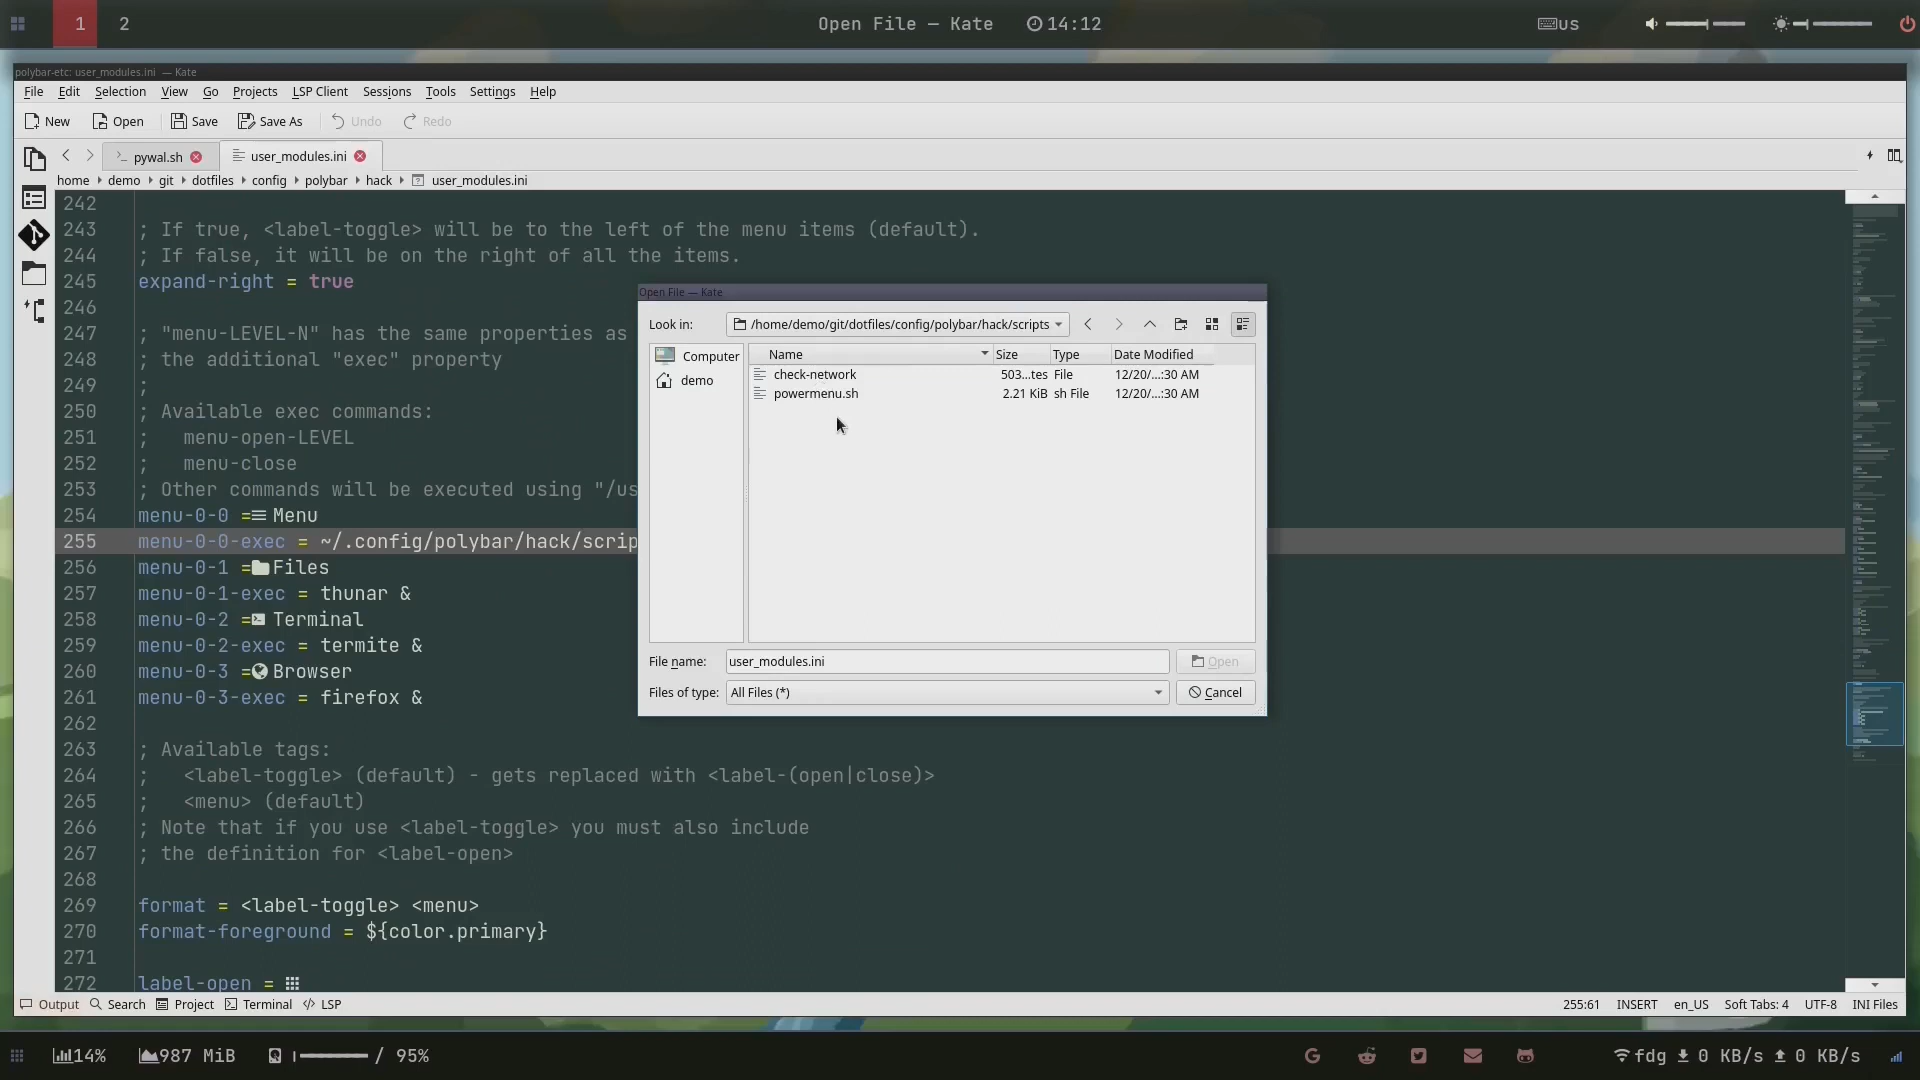 1 2 Open File — Kate 14:12 us
polybar-etc: user_modules.ini — Kate
File Edit Selection View Go Projects LSP Client Sessions Tools Settings Help
New Open Save Save As Undo Redo
pywal.sh user_modules.ini
home demo git dotfiles config polybar hack user_modules.ini
242
243 ; If true, <label-toggle> will be to the left of the menu items (default).
244 ; If false, it will be on the right of all the items.
245 expand-right = true
246
247 ; "menu-LEVEL-N" has the same properties as
248 ; the additional "exec" property
249 ;
250 ; Available exec commands:
251 ;   menu-open-LEVEL
252 ;   menu-close
253 ; Other commands will be executed using "/us
254 menu-0-0 = Menu
255 menu-0-0-exec = ~/.config/polybar/hack/scrip
256 menu-0-1 = Files
257 menu-0-1-exec = thunar &
258 menu-0-2 = Terminal
259 menu-0-2-exec = termite &
260 menu-0-3 = Browser
261 menu-0-3-exec = firefox &
262
263 ; Available tags:
264 ;   <label-toggle> (default) - gets replaced with <label-(open|close)>
265 ;   <menu> (default)
266 ; Note that if you use <label-toggle> you must also include
267 ; the definition for <label-open>
268
269 format = <label-toggle> <menu>
270 format-foreground = ${color.primary}
271
272 label-open =
Open File — Kate
Look in: /home/demo/git/dotfiles/config/polybar/hack/scripts
Computer
demo
Name Size Type Date Modified
check-network 503...tes File 12/20/...:30 AM
powermenu.sh 2.21 KiB sh File 12/20/...:30 AM
File name: user_modules.ini Open
Files of type: All Files (*) Cancel
Output Search Project Terminal LSP 255:61 INSERT en_US Soft Tabs: 4 UTF-8 INI Files
14% 987 MiB / 95% fdg 0 KB/s 0 KB/s